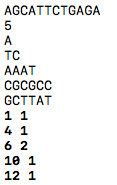 AGCATTCTGAGA
5
A
TC
AAAT
CGCGCC
GCTTAT
1 1
4 1
6 2
10 1
12 1